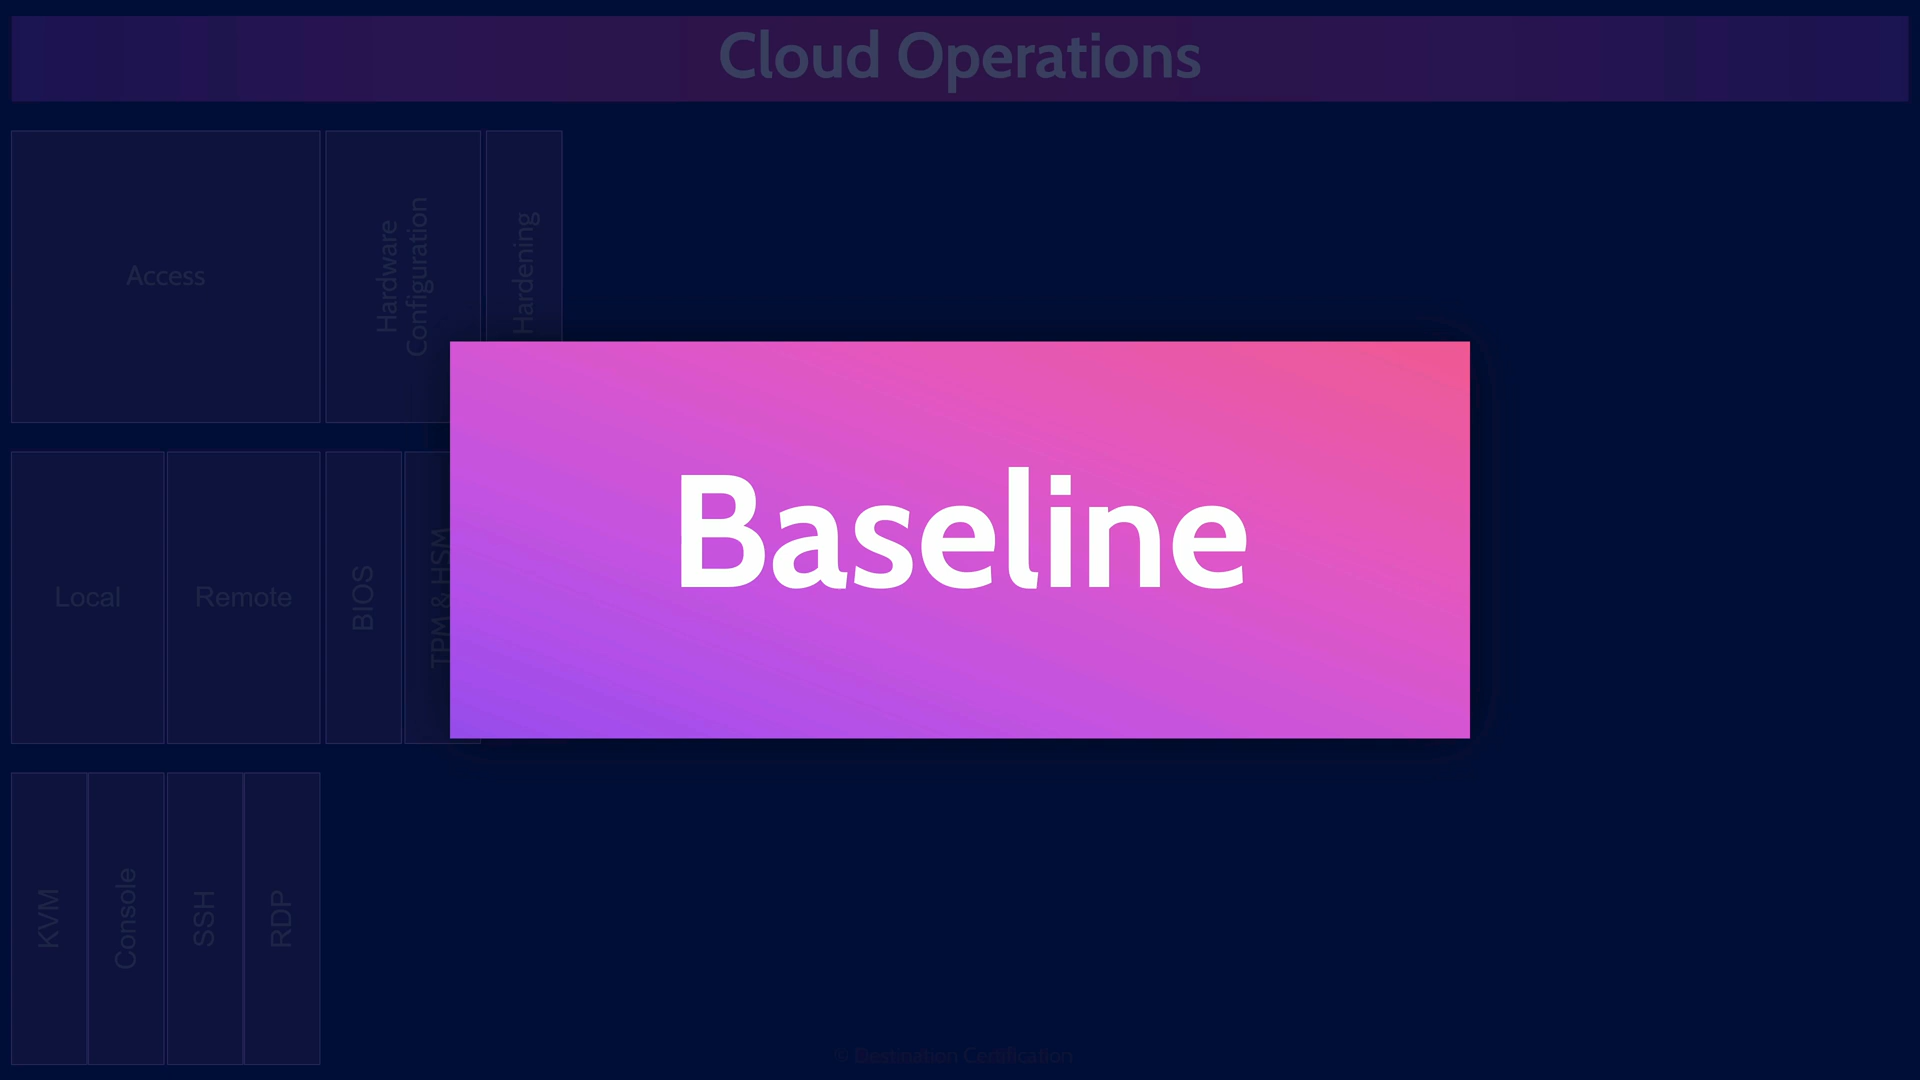 Cloud Operations
Access
Hardware
Configuration
Hardening
Baseline
Local
Remote
BIOS
TPM & HSM
KVM
Console
SSH
RDP
© Destination Certification